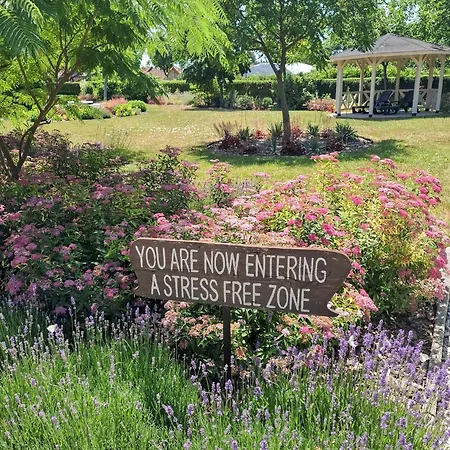 YOU ARE NOW ENTERING
A STRESS FREE ZONE